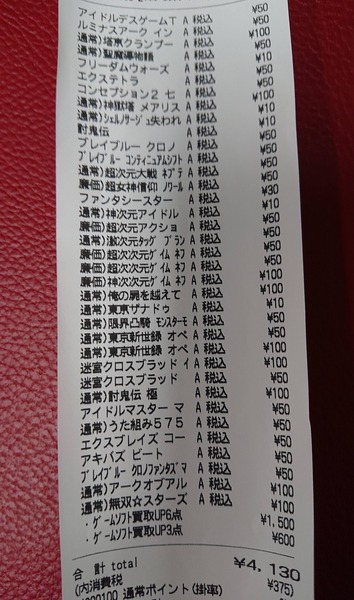 アイドルデスゲームT A 税込 ¥50
ルミナスアーク イン A 税込 ¥50
通常)塔京クランプー A 税込 ¥100
通常)聖魔導物語 A 税込 ¥50
フリーダムウォーズ A 税込 ¥10
エクステトラ A 税込 ¥50
コンセプション2 七 A 税込 ¥50
通常)神獄塔 メアリス A 税込 ¥100
通常)シェルノサージュ失われ A 税込 ¥10
討鬼伝 A 税込 ¥10
ブレイブルー クロノ A 税込 ¥50
ブレイブルー コンティニュアムシフト A 税込 ¥50
通常)超次元大戦 ネプテ A 税込 ¥50
廉価)超女神信仰 ノワール A 税込 ¥50
ファンタシースター A 税込 ¥30
通常)神次元アイドル A 税込 ¥10
廉価)超次元アクショ A 税込 ¥50
通常)激次元タッグ ブラン A 税込 ¥50
廉価)超次次元ゲイム ネプ A 税込 ¥50
廉価)超次次元ゲイム ネプ A 税込 ¥50
廉価)神次元ゲイム ネプ A 税込 ¥100
通常)俺の屍を越えて A 税込 ¥100
通常)東京ザナドゥ A 税込 ¥10
通常)限界凸騎 モンスターモ A 税込 ¥50
通常)東京新世録 オペ A 税込 ¥50
通常)東京新世録 オペ A 税込 ¥100
迷宮クロスブラッド イ A 税込 ¥100
迷宮クロスブラッド A 税込 ¥50
通常)討鬼伝 極 A 税込 ¥100
アイドルマスター マ A 税込 ¥50
通常)うた組み575 A 税込 ¥50
エクスブレイズ コー A 税込 ¥50
アキバズ ビート A 税込 ¥50
ブレイブルー クロノファンタズマ A 税込 ¥50
通常)アークオブアル A 税込 ¥100
通常)無双☆スターズ A 税込 ¥100
・ゲームソフト買取UP6点 ¥1,500
・ゲームソフト買取UP3点 ¥600
合 計 total ¥4,130
(内消費税 ¥375)
通常ポイント(掛率)